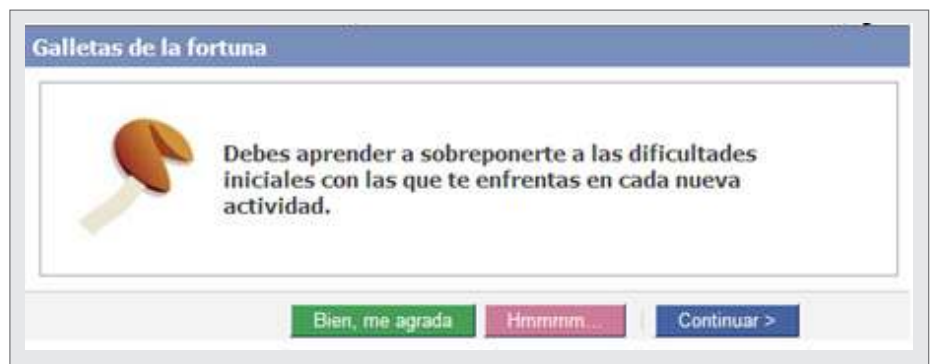 Galletas de la fortuna
Debes aprender a sobreponerte a las dificultades
iniciales con las que te enfrentas en cada nueva
actividad.
Bien, me agrada
Hmmmm...
Continuar >